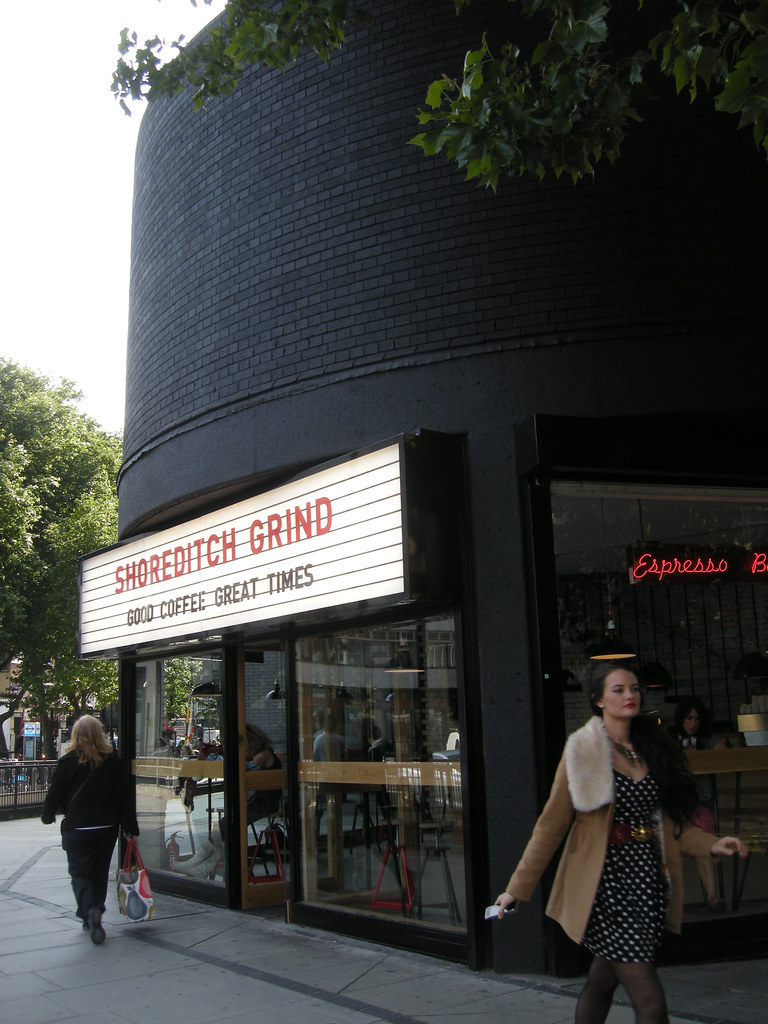 SHOREDITCH GRIND
GOOD COFFEE GREAT TIMES
Espresso